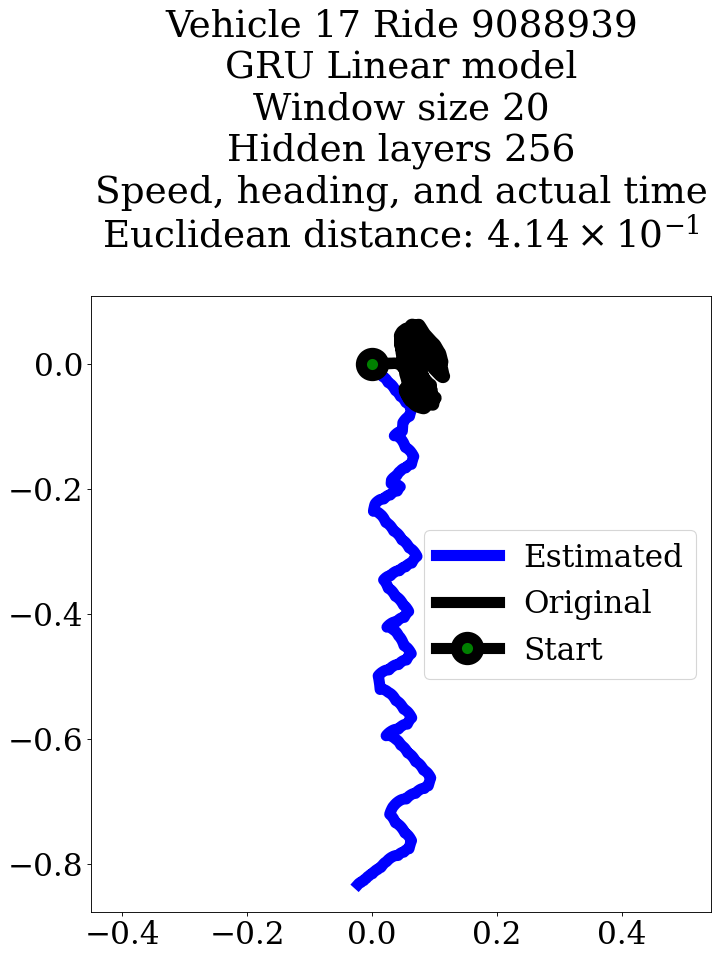 Vehicle 17 Ride 9088939
GRU Linear model
Window size 20
Hidden layers 256
Speed, heading, and actual time
Euclidean distance: 4.14 × 10⁻¹
0.0
−0.2
−0.4
−0.6
−0.8
Estimated
Original
Start
−0.4 −0.2 0.0 0.2 0.4